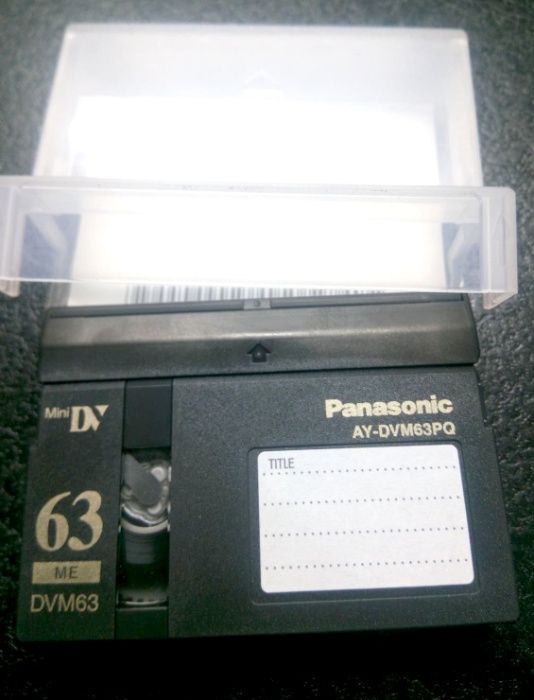 Mini DV
63
ME
DVM63
Panasonic
AY-DVM63PQ
TITLE